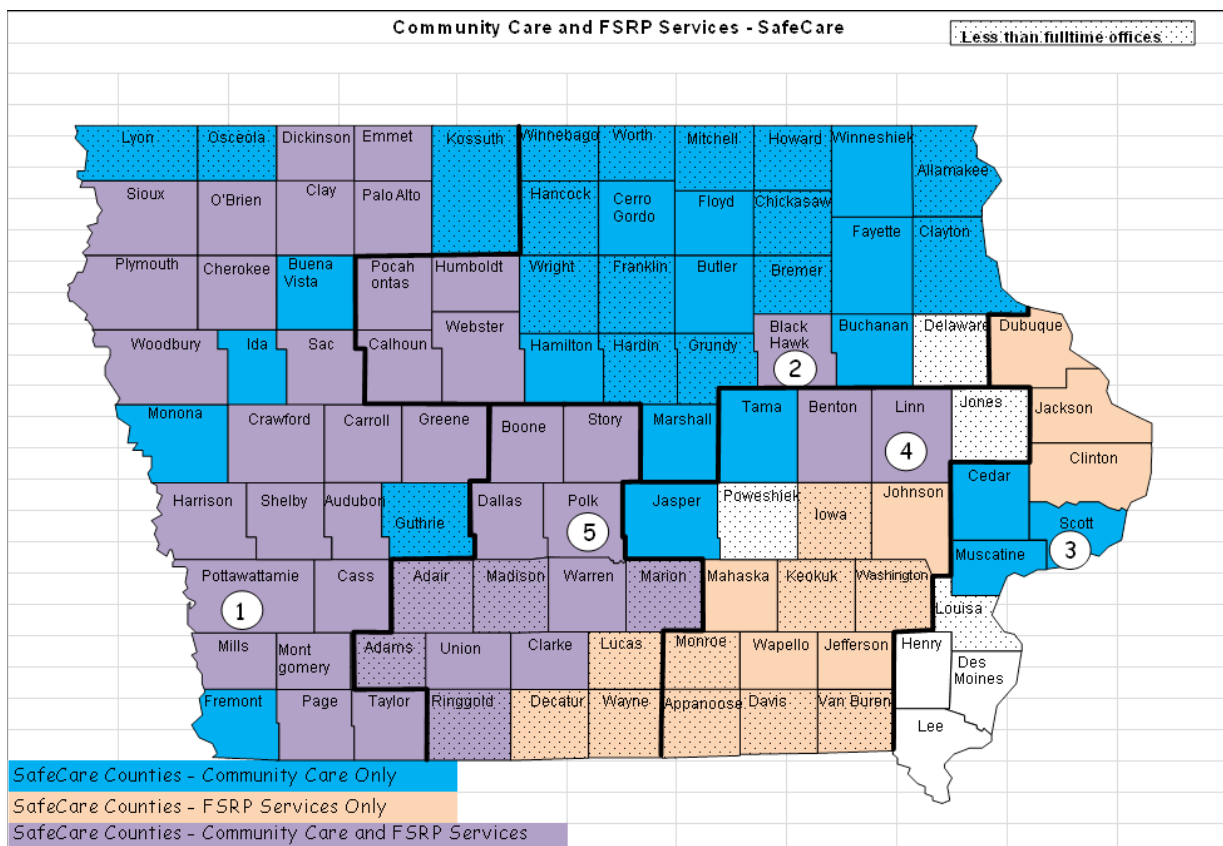 Community Care and FSRP Services - SafeCare
Less than fulltime offices
Lyon
Osceola
Dickinson
Emmet
Kossuth
Winnebago
Worth
Mitchell
Howard
Winneshiek
Allamakee
Sioux
O'Brien
Clay
Palo Alto
Hancock
Cerro
Gordo
Floyd
Chickasaw
Fayette
Clayton
Plymouth
Cherokee
Buena
Vista
Pocah
ontas
Humboldt
Wright
Franklin
Butler
Bremer
Woodbury
Ida
Sac
Calhoun
Webster
Hamilton
Hardin
Grundy
Black
Hawk
2
Buchanan
Delaware
Dubuque
Monona
Crawford
Carroll
Greene
Boone
Story
Marshall
Tama
Benton
Linn
4
Jones
Jackson
Clinton
Harrison
Shelby
Audubon
Guthrie
Dallas
Polk
5
Jasper
Poweshiek
Iowa
Johnson
Cedar
Scott
3
Muscatine
Pottawattamie
1
Cass
Adair
Madison
Warren
Marion
Mahaska
Keokuk
Washington
Louisa
Mills
Mont
gomery
Adams
Union
Clarke
Lucas
Monroe
Wapello
Jefferson
Henry
Des
Moines
Fremont
Page
Taylor
Ringgold
Decatur
Wayne
Appanoose
Davis
Van Buren
Lee
SafeCare Counties - Community Care Only
SafeCare Counties - FSRP Services Only
SafeCare Counties - Community Care and FSRP Services